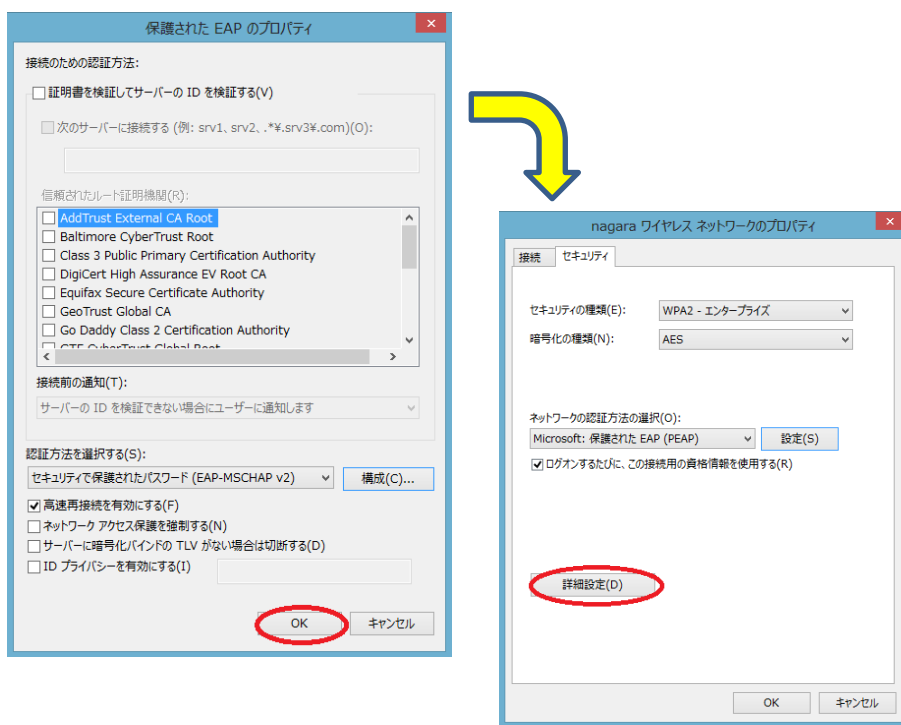 保護された EAP のプロパティ
接続のための認証方法:
証明書を検証してサーバーの ID を検証する(V)
次のサーバーに接続する (例: srv1、srv2、.*¥.srv3¥.com)(O):
信頼されたルート証明機関(R):
AddTrust External CA Root
Baltimore CyberTrust Root
Class 3 Public Primary Certification Authority
DigiCert High Assurance EV Root CA
Equifax Secure Certificate Authority
GeoTrust Global CA
Go Daddy Class 2 Certification Authority
GTE CyberTrust Global Root
接続前の通知(T):
サーバーの ID を検証できない場合にユーザーに通知します
認証方法を選択する(S):
セキュリティで保護されたパスワード (EAP-MSCHAP v2)
構成(C)...
高速再接続を有効にする(F)
ネットワーク アクセス保護を強制する(N)
サーバーに暗号化バインドの TLV がない場合は切断する(D)
ID プライバシーを有効にする(I)
OK
キャンセル
nagara ワイヤレス ネットワークのプロパティ
接続
セキュリティ
セキュリティの種類(E):
WPA2 - エンタープライズ
暗号化の種類(N):
AES
ネットワークの認証方法の選択(O):
Microsoft: 保護された EAP (PEAP)
設定(S)
ログオンするたびに、この接続用の資格情報を使用する(R)
詳細設定(D)
OK
キャンセル